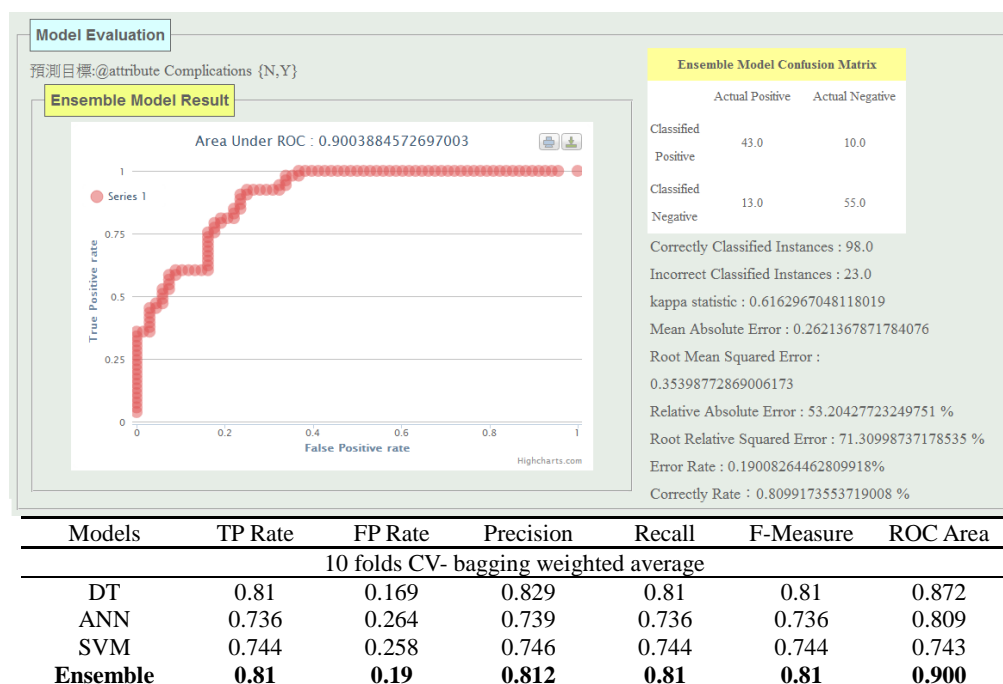 Model Evaluation
預測目標:@attribute Complications {N,Y}
Ensemble Model Result
Area Under ROC : 0.9003884572697003
Series 1
True Positive rate
1
0.75
0.5
0.25
0
0
0.2
0.4
0.6
0.8
1
False Positive rate
Highcharts.com
Ensemble Model Confusion Matrix
Actual Positive Actual Negative
Classified
Positive
43.0 10.0
Classified
Negative
13.0 55.0
Correctly Classified Instances : 98.0
Incorrect Classified Instances : 23.0
kappa statistic : 0.6162967048118019
Mean Absolute Error : 0.2621367871784076
Root Mean Squared Error :
0.35398772869006173
Relative Absolute Error : 53.20427723249751 %
Root Relative Squared Error : 71.30998737178535 %
Error Rate : 0.19008264462809918%
Correctly Rate：0.8099173553719008 %
Models TP Rate FP Rate Precision Recall F-Measure ROC Area
10 folds CV- bagging weighted average
DT 0.81 0.169 0.829 0.81 0.81 0.872
ANN 0.736 0.264 0.739 0.736 0.736 0.809
SVM 0.744 0.258 0.746 0.744 0.744 0.743
Ensemble 0.81 0.19 0.812 0.81 0.81 0.900